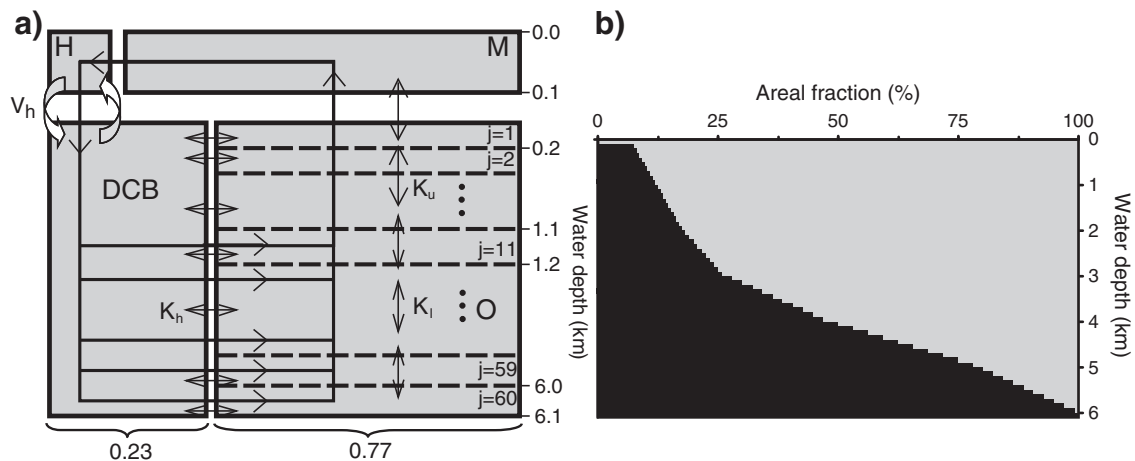 a)
H
M
0.0
0.1
V_h
j=1
0.2
j=2
DCB
K_u
1.1
j=11
1.2
K_h
K_l
O
j=59
6.0
j=60
6.1
0.23
0.77
b)
Areal fraction (%)
0 25 50 75 100
0
1
2
3
4
5
6
Water depth (km)
Water depth (km)